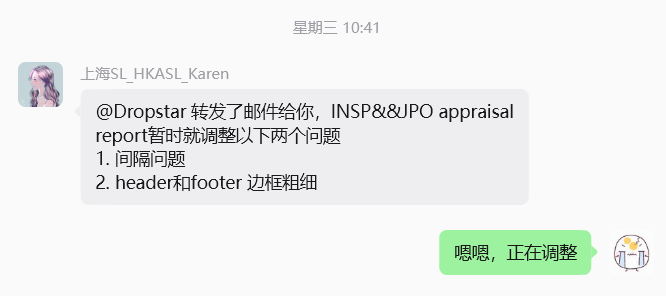 星期三 10:41
上海SL_HKASL_Karen
@Dropstar 转发了邮件给你，INSP&&JPO appraisal
report暂时就调整以下两个问题
1. 间隔问题
2. header和footer 边框粗细
嗯嗯，正在调整